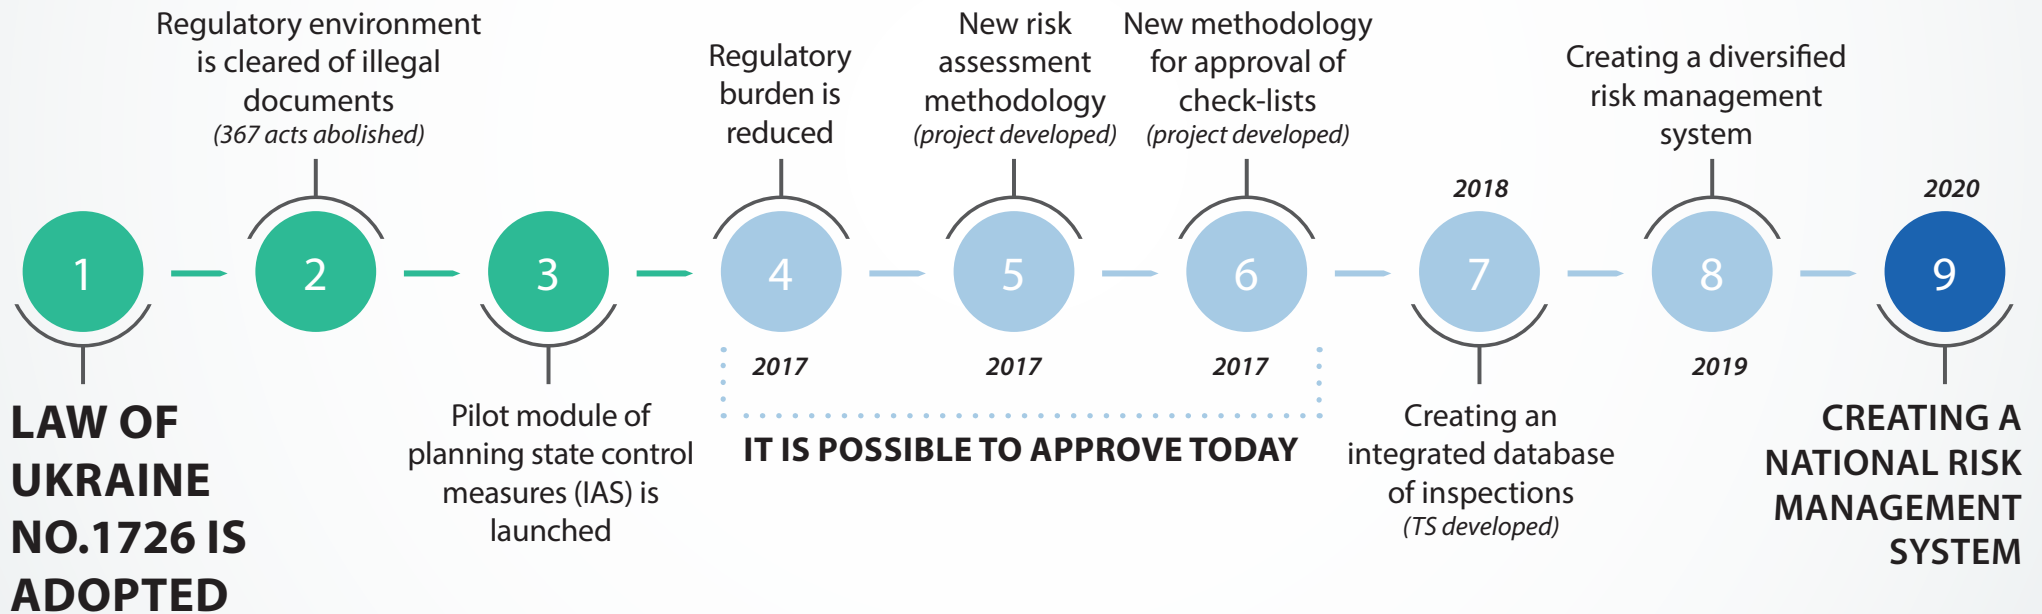 Regulatory environment
is cleared of illegal
documents
(367 acts abolished)
Regulatory
burden is
reduced
New risk
assessment
methodology
(project developed)
New methodology
for approval of
check-lists
(project developed)
Creating a diversified
risk management
system
2018
2020
1
2
3
4
5
6
7
8
9
2017
2017
2017
2019
LAW OF
UKRAINE
NO.1726 IS
ADOPTED
Pilot module of
planning state control
measures (IAS) is
launched
IT IS POSSIBLE TO APPROVE TODAY
Creating an
integrated database
of inspections
(TS developed)
CREATING A
NATIONAL RISK
MANAGEMENT
SYSTEM